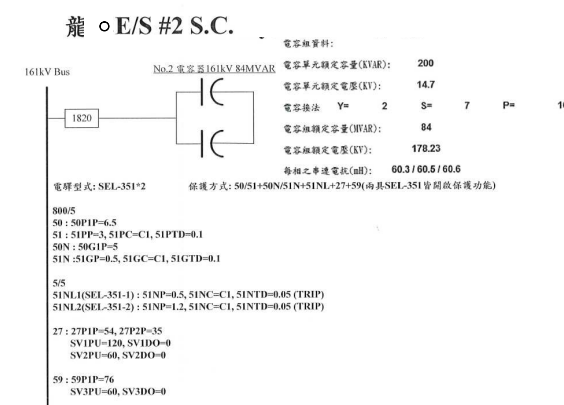 龍 E/S #2 S.C.
電容組資料:
電容單元額定容量(KVAR): 200
161kV Bus
No.2 電容器161kV 84MVAR
電容單元額定電壓(KV): 14.7
電容接法 Y= 2 S= 7 P=
1820
電容組額定容量(MVAR): 84
電容組額定電壓(KV): 178.23
每相之串連電抗(mH): 60.3 / 60.5 / 60.6
電驛型式: SEL-351*2 保護方式: 50/51+50N/51N+51NL+27+59(兩具SEL-351皆開啟保護功能)
800/5
50 : 50P1P=6.5
51 : 51PP=3, 51PC=C1, 51PTD=0.1
50N : 50G1P=5
51N :51GP=0.5, 51GC=C1, 51GTD=0.1
5/5
51NL1(SEL-351-1) : 51NP=0.5, 51NC=C1, 51NTD=0.05 (TRIP)
51NL2(SEL-351-2) : 51NP=1.2, 51NC=C1, 51NTD=0.05 (TRIP)
27 : 27P1P=54, 27P2P=35
SV1PU=120, SV1DO=0
SV2PU=60, SV2DO=0
59 : 59P1P=76
SV3PU=60, SV3DO=0